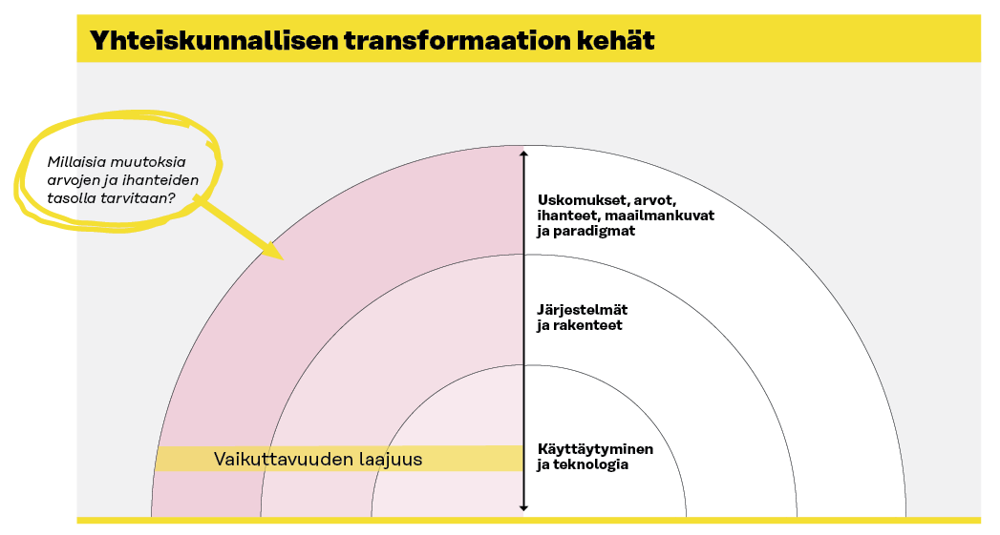 Yhteiskunnallisen transformaation kehät
Millaisia muutoksia
arvojen ja ihanteiden
tasolla tarvitaan?
Uskomukset, arvot,
ihanteet, maailmankuvat
ja paradigmat
Järjestelmät
ja rakenteet
Käyttäytyminen
ja teknologia
Vaikuttavuuden laajuus